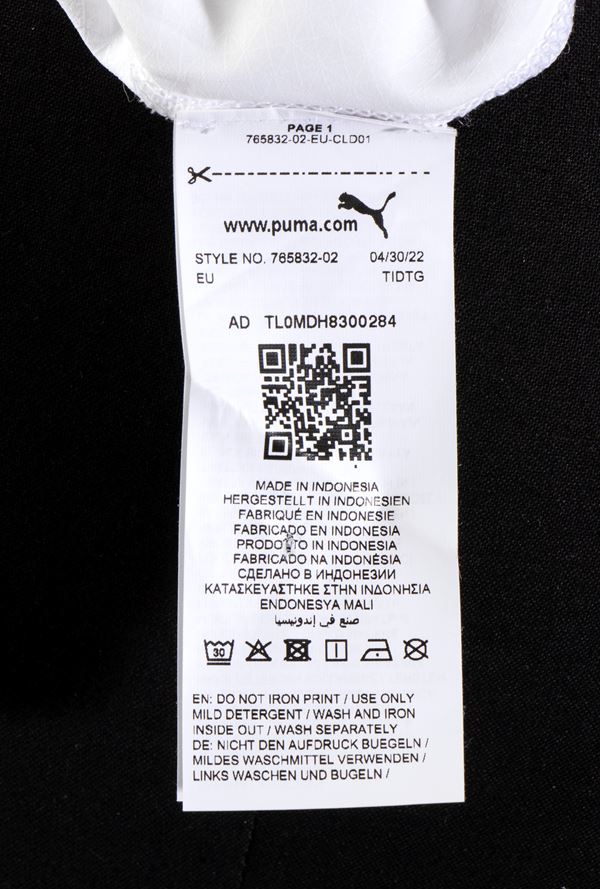 PAGE 1
765832-02-EU-CLD01
www.puma.com
STYLE NO. 765832-02 04/30/22
EU TIDTG
AD TL0MDH8300284
MADE IN INDONESIA
HERGESTELLT IN INDONESIEN
FABRIQUÉ EN INDONESIE
FABRICADO EN INDONESIA
PRODOTTO IN INDONESIA
FABRICADO NA INDONÉSIA
СДЕЛАНО В ИНДОНЕЗИИ
ΚΑΤΑΣΚΕΥΑΣΤΗΚΕ ΣΤΗΝ ΙΝΔΟΝΗΣΙΑ
ENDONESYA MALI
صنع في إندونيسيا
30
EN: DO NOT IRON PRINT / USE ONLY
MILD DETERGENT / WASH AND IRON
INSIDE OUT / WASH SEPARATELY
DE: NICHT DEN AUFDRUCK BUEGELN /
MILDES WASCHMITTEL VERWENDEN /
LINKS WASCHEN UND BUGELN /